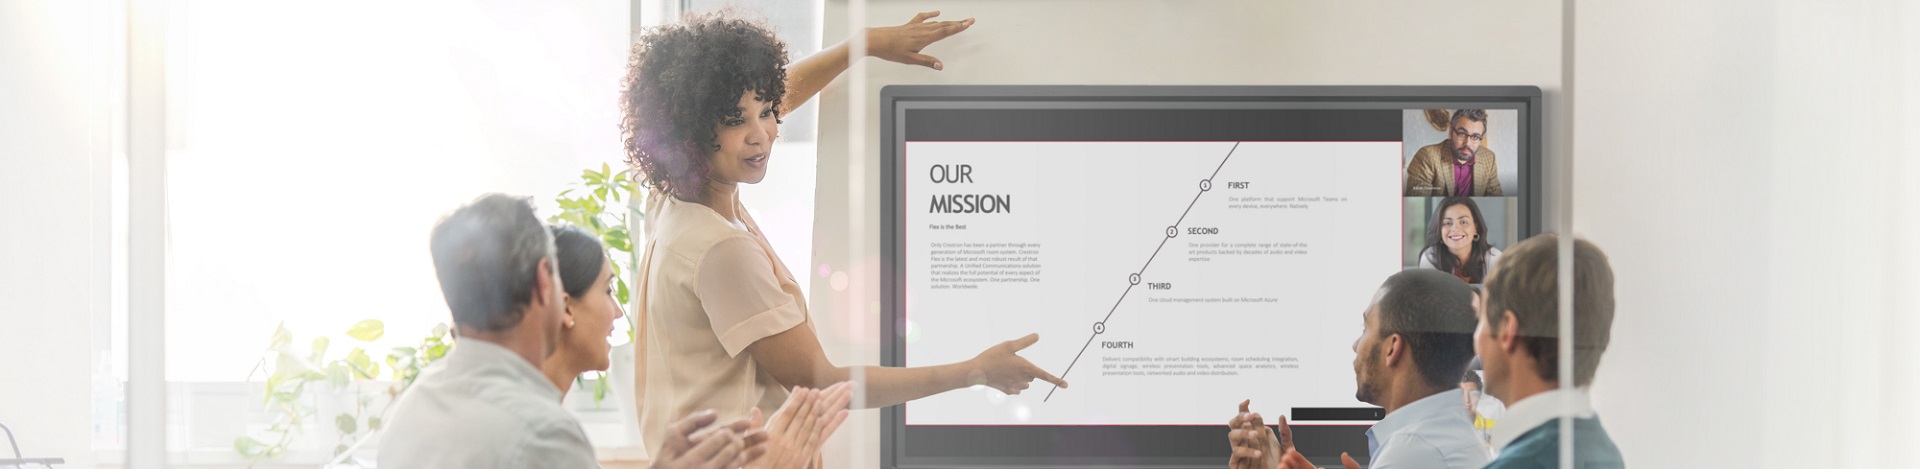 OUR
MISSION
Flex is the Best
Only Crestron has been a partner through every
generation of Microsoft room system. Crestron
Flex is the latest and most robust result of that
partnership. A Unified Communications solution
that realizes the full potential of every aspect of
the Microsoft ecosystem. One partnership. One
solution. Worldwide.
1
FIRST
One platform that support Microsoft Teams on
every device, everywhere. Natively
2
SECOND
One provider for a complete range of state-of-the
art products backed by decades of audio and video
expertise
3
THIRD
One cloud management system built on Microsoft Azure
4
FOURTH
Delivers compatibility with smart building ecosystems, room scheduling integration,
digital signage, wireless presentation tools, advanced space analytics, wireless
presentation tools, networked audio and video distribution.